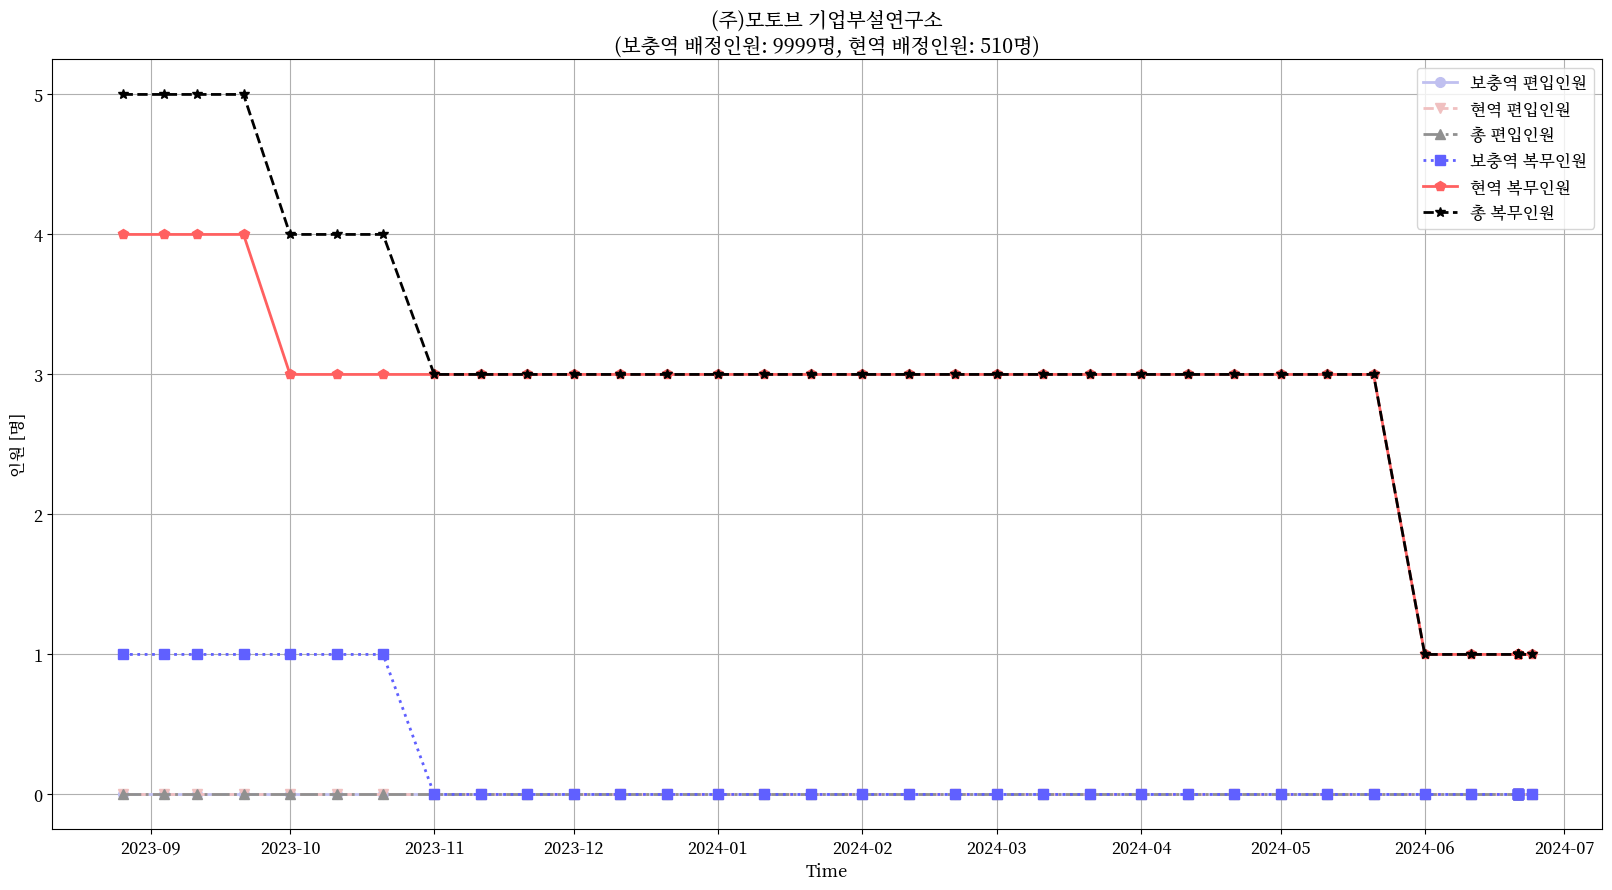 (주)모토브 기업부설연구소
(보충역 배정인원: 9999명, 현역 배정인원: 510명)
보충역 편입인원
현역 편입인원
총 편입인원
보충역 복무인원
현역 복무인원
총 복무인원
인원 [명]
5
4
3
2
1
0
2023-09
2023-10
2023-11
2023-12
2024-01
2024-02
2024-03
2024-04
2024-05
2024-06
2024-07
Time